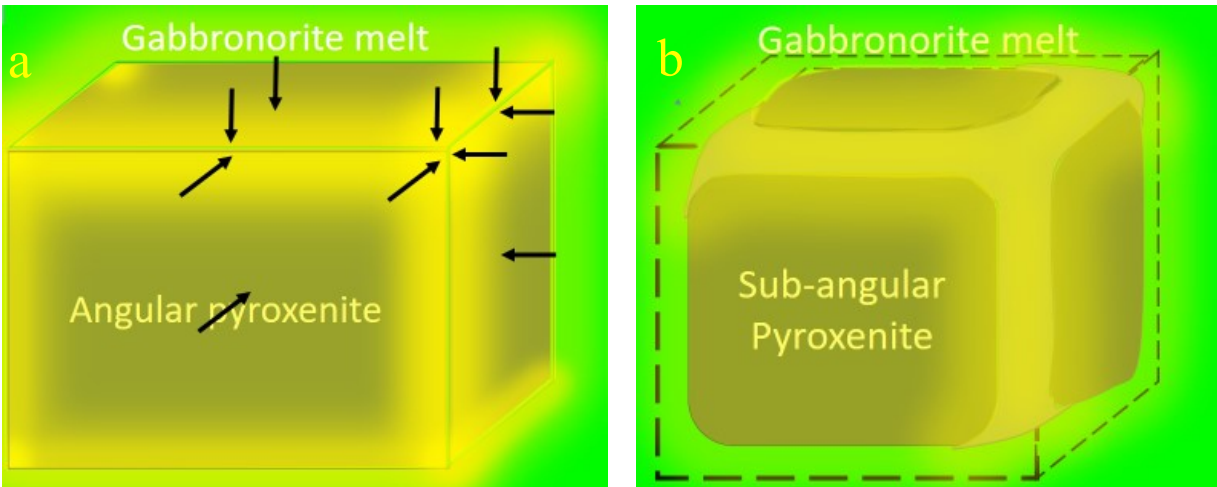 Gabbronorite melt
a
Angular pyroxenite
Gabbronorite melt
b
Sub-angular
Pyroxenite